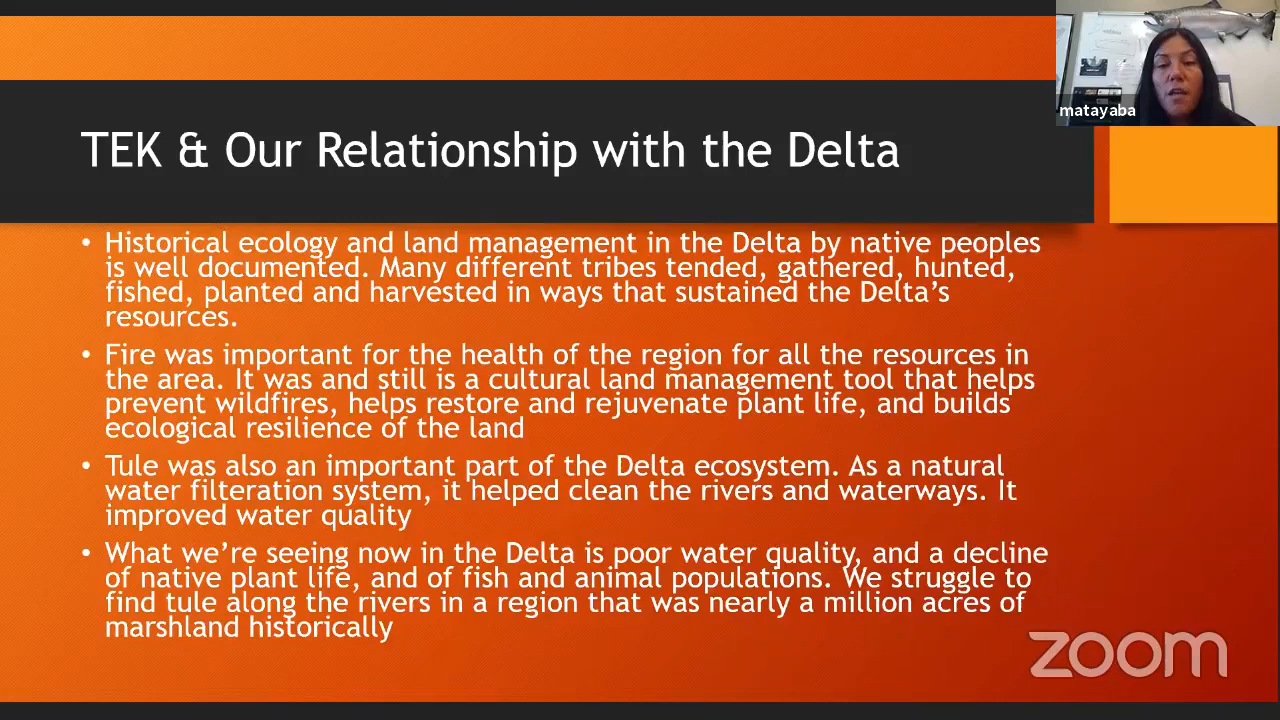 matayaba
TEK & Our Relationship with the Delta
• Historical ecology and land management in the Delta by native peoples
is well documented. Many different tribes tended, gathered, hunted,
fished, planted and harvested in ways that sustained the Delta's
resources.
• Fire was important for the health of the region for all the resources in
the area. It was and still is a cultural land management tool that helps
prevent wildfires, helps restore and rejuvenate plant life, and builds
ecological resilience of the land
• Tule was also an important part of the Delta ecosystem. As a natural
water filteration system, it helped clean the rivers and waterways. It
improved water quality
• What we're seeing now in the Delta is poor water quality, and a decline
of native plant life, and of fish and animal populations. We struggle to
find tule along the rivers in a region that was nearly a million acres of
marshland historically
zoom